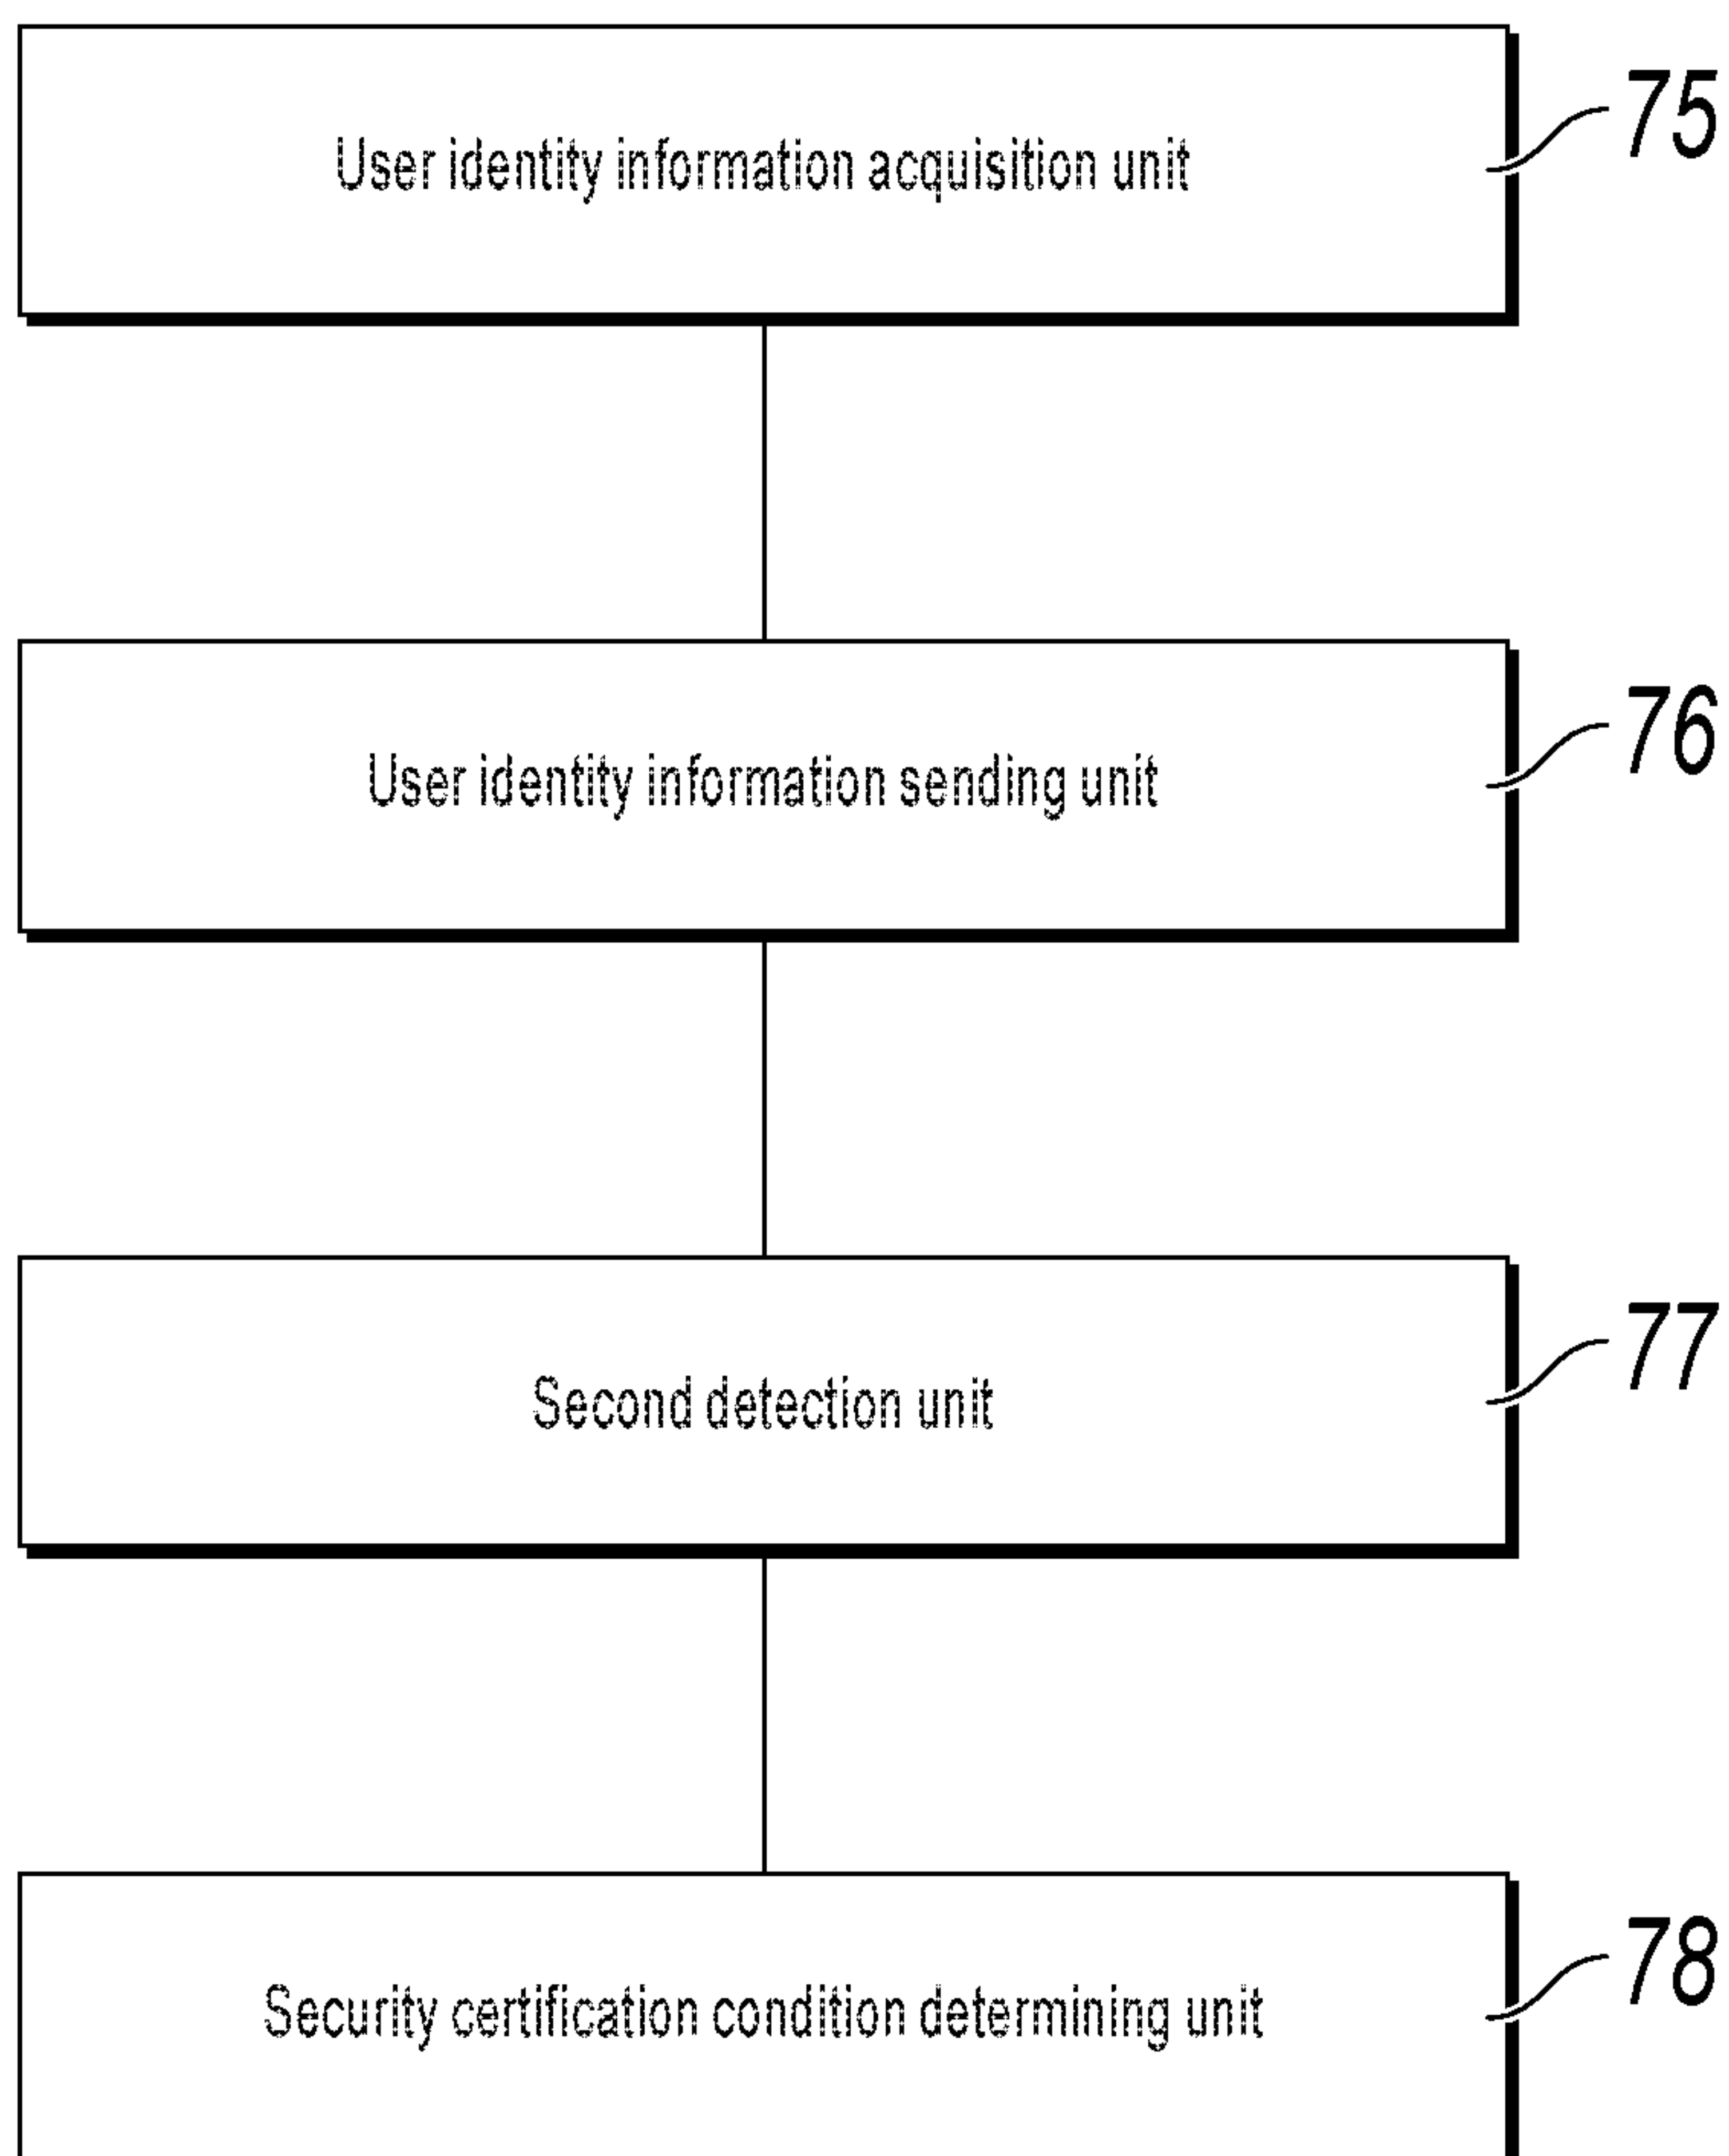 User identity information acquisition unit
75
User identity information sending unit
76
Second detection unit
77
Security certification condition determining unit
78